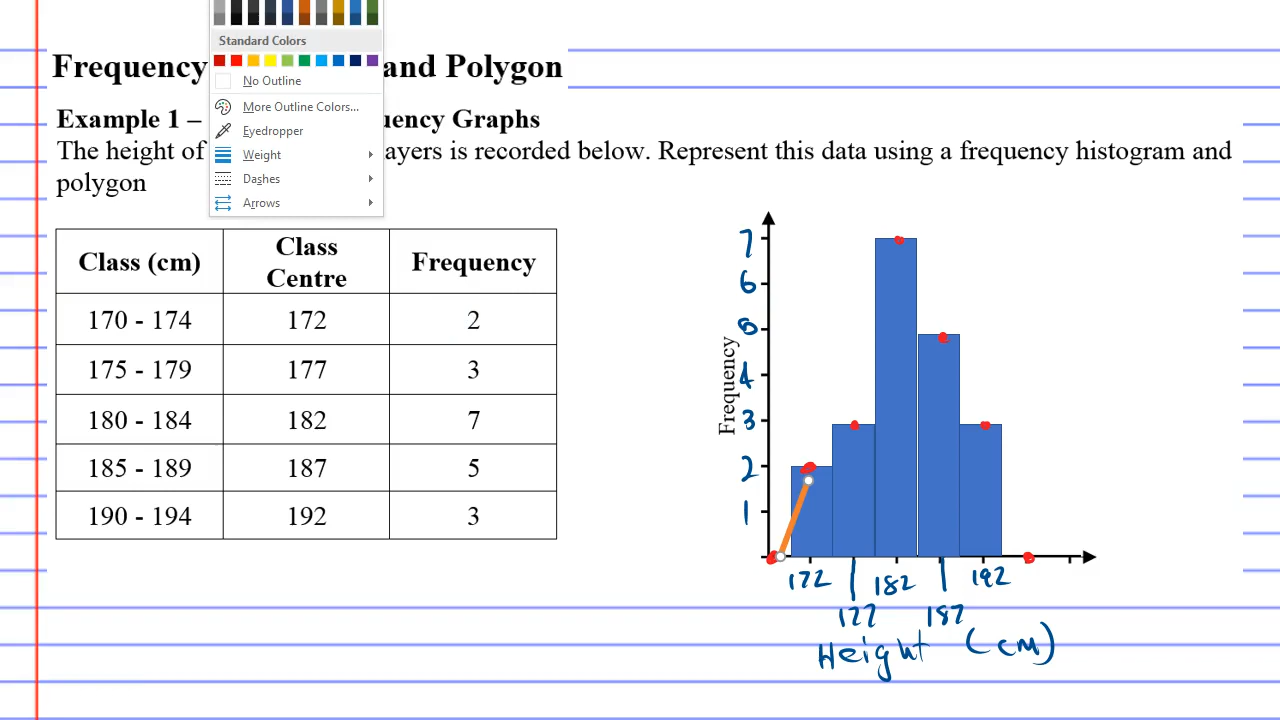 Standard Colors
No Outline
More Outline Colors...
Eyedropper
Weight
Dashes
Arrows
Frequency and Polygon
Example 1 – uency Graphs
The height of ayers is recorded below. Represent this data using a frequency histogram and
polygon
Class (cm) Class Centre Frequency
170 - 174 172 2
175 - 179 177 3
180 - 184 182 7
185 - 189 187 5
190 - 194 192 3
Frequency
7
6
5
4
3
2
1
172 182 192
177 187
Height (cm)